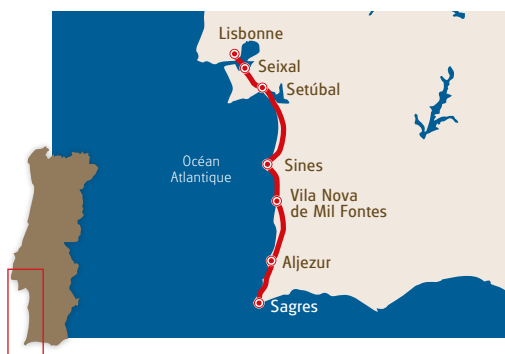 Lisbonne
Seixal
Setúbal
Océan
Atlantique
Sines
Vila Nova
de Mil Fontes
Aljezur
Sagres